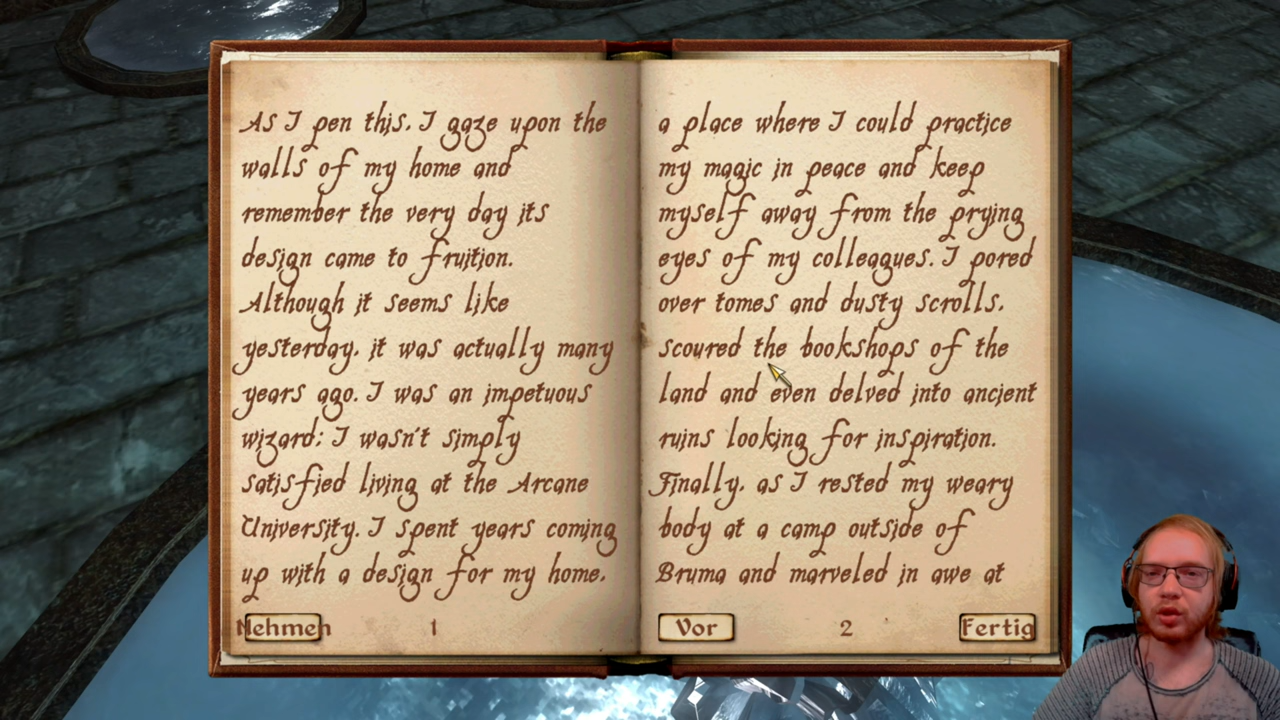 As I pen this, I gaze upon the
walls of my home and
remember the very day its
design came to fruition.
Although it seems like
yesterday, it was actually many
years ago. I was an impetuous
wizard; I wasn't simply
satisfied living at the Arcane
University. I spent years coming
up with a design for my home,
Nehmen
1
a place where I could practice
my magic in peace and keep
myself away from the prying
eyes of my colleagues. I pored
over tomes and dusty scrolls,
scoured the bookshops of the
land and even delved into ancient
ruins looking for inspiration.
Finally, as I rested my weary
body at a camp outside of
Bruma and marveled in awe at
Vor
2
Fertig